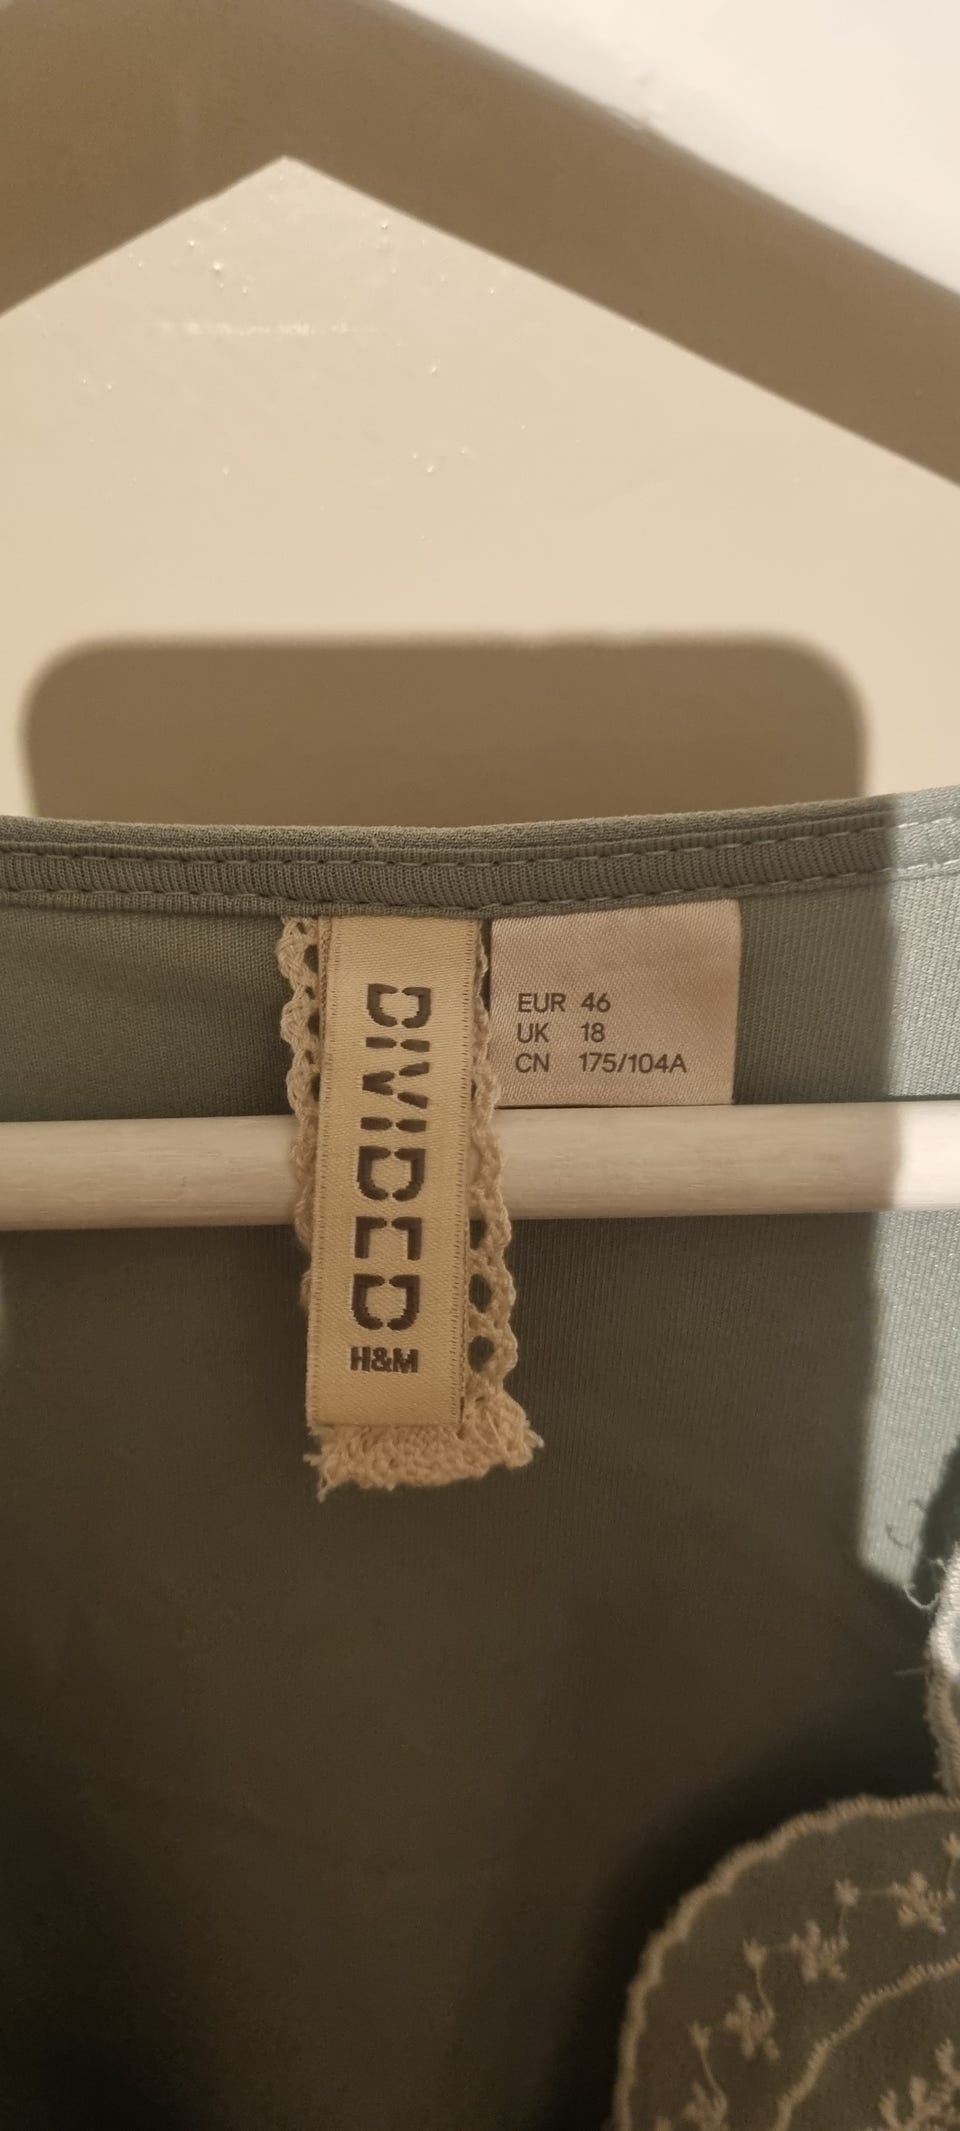 DIVIDED
H&M
EUR 46
UK 18
CN 175/104A